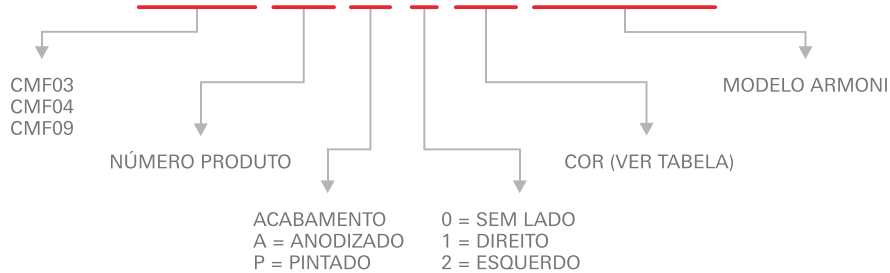 CMF03
CMF04
CMF09
MODELO ARMONI
NÚMERO PRODUTO
COR (VER TABELA)
ACABAMENTO
A = ANODIZADO
P = PINTADO
0 = SEM LADO
1 = DIREITO
2 = ESQUERDO